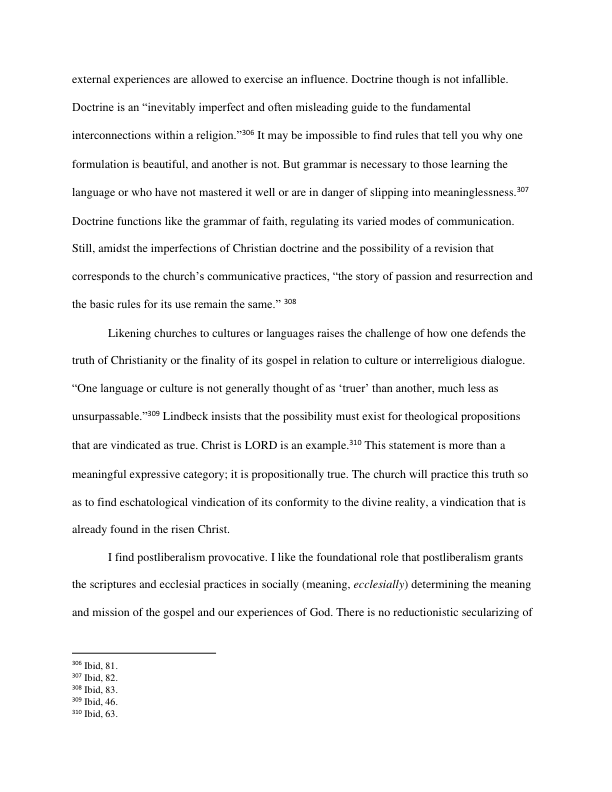 external experiences are allowed to exercise an influence. Doctrine though is not infallible.
Doctrine is an “inevitably imperfect and often misleading guide to the fundamental
interconnections within a religion.”306 It may be impossible to find rules that tell you why one
formulation is beautiful, and another is not. But grammar is necessary to those learning the
language or who have not mastered it well or are in danger of slipping into meaninglessness.307
Doctrine functions like the grammar of faith, regulating its varied modes of communication.
Still, amidst the imperfections of Christian doctrine and the possibility of a revision that
corresponds to the church’s communicative practices, “the story of passion and resurrection and
the basic rules for its use remain the same.” 308
Likening churches to cultures or languages raises the challenge of how one defends the
truth of Christianity or the finality of its gospel in relation to culture or interreligious dialogue.
“One language or culture is not generally thought of as ‘truer’ than another, much less as
unsurpassable.”309 Lindbeck insists that the possibility must exist for theological propositions
that are vindicated as true. Christ is LORD is an example.310 This statement is more than a
meaningful expressive category; it is propositionally true. The church will practice this truth so
as to find eschatological vindication of its conformity to the divine reality, a vindication that is
already found in the risen Christ.
I find postliberalism provocative. I like the foundational role that postliberalism grants
the scriptures and ecclesial practices in socially (meaning, ecclesially) determining the meaning
and mission of the gospel and our experiences of God. There is no reductionistic secularizing of
306 Ibid, 81.
307 Ibid, 82.
308 Ibid, 83.
309 Ibid, 46.
310 Ibid, 63.